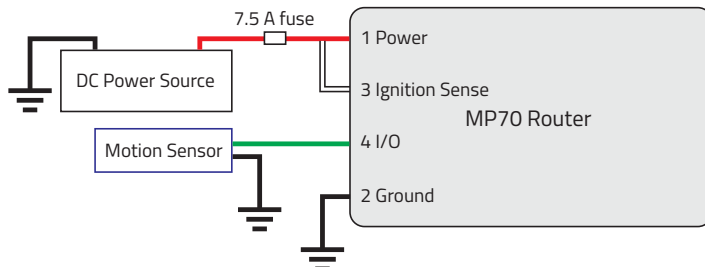 7.5 A fuse
1 Power
DC Power Source
3 Ignition Sense
MP70 Router
4 I/O
Motion Sensor
2 Ground